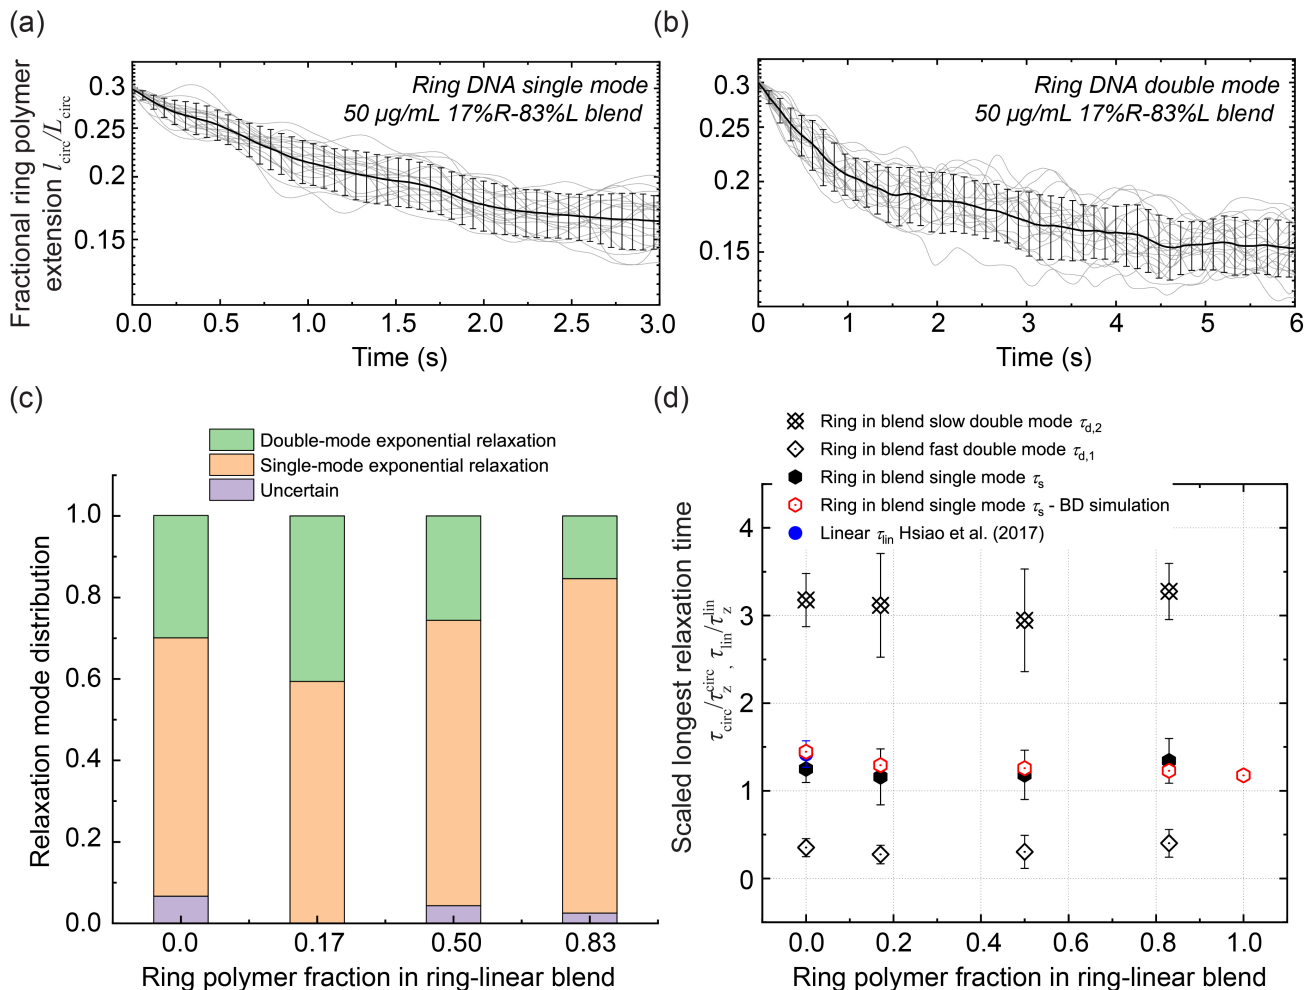 (a)
Ring DNA single mode
50 µg/mL 17%R-83%L blend
Fractional ring polymer
extension l_circ/L_circ
0.3
0.25
0.2
0.15
0.0 0.5 1.0 1.5 2.0 2.5 3.0
Time (s)
(b)
Ring DNA double mode
50 µg/mL 17%R-83%L blend
0.3
0.25
0.2
0.15
0 1 2 3 4 5 6
Time (s)
(c)
Double-mode exponential relaxation
Single-mode exponential relaxation
Uncertain
Relaxation mode distribution
1.0
0.8
0.6
0.4
0.2
0.0
0.0 0.17 0.50 0.83
Ring polymer fraction in ring-linear blend
(d)
Ring in blend slow double mode τ_d,2
Ring in blend fast double mode τ_d,1
Ring in blend single mode τ_s
Ring in blend single mode τ_s - BD simulation
Linear τ_lin Hsiao et al. (2017)
Scaled longest relaxation time
τ_circ/τ_z^circ, τ_lin/τ_z^lin
4
3
2
1
0
0.0 0.2 0.4 0.6 0.8 1.0
Ring polymer fraction in ring-linear blend